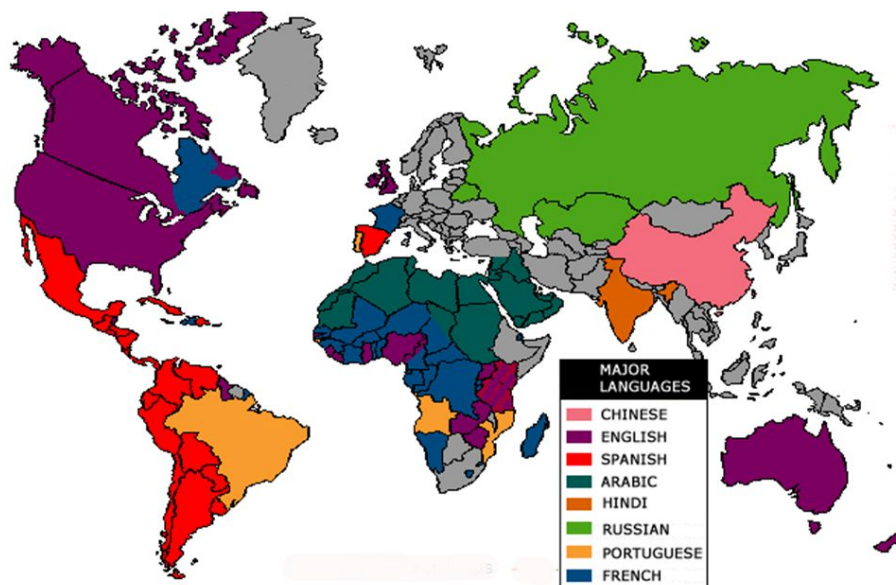 MAJOR
LANGUAGES
CHINESE
ENGLISH
SPANISH
ARABIC
HINDI
RUSSIAN
PORTUGUESE
FRENCH